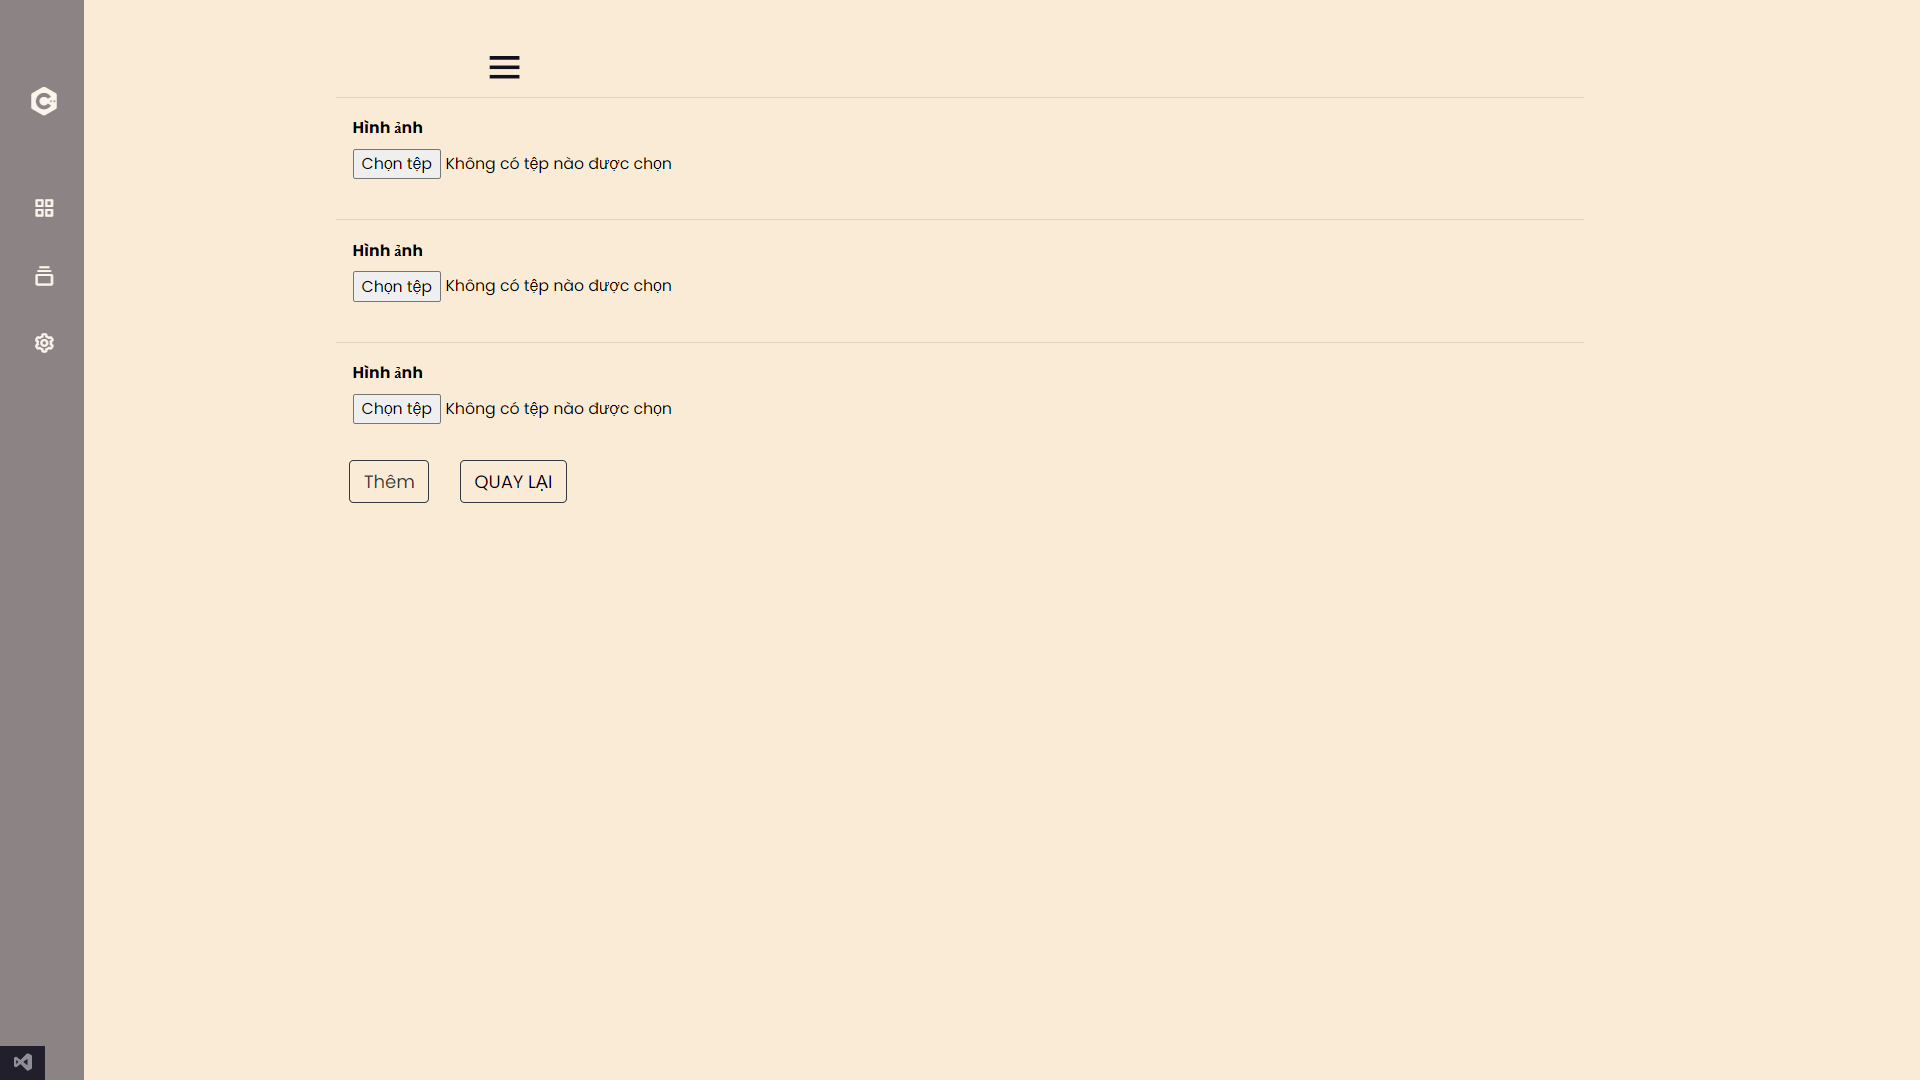 Hình ảnh
Chọn tệp Không có tệp nào được chọn
Hình ảnh
Chọn tệp Không có tệp nào được chọn
Hình ảnh
Chọn tệp Không có tệp nào được chọn
Thêm QUAY LẠI